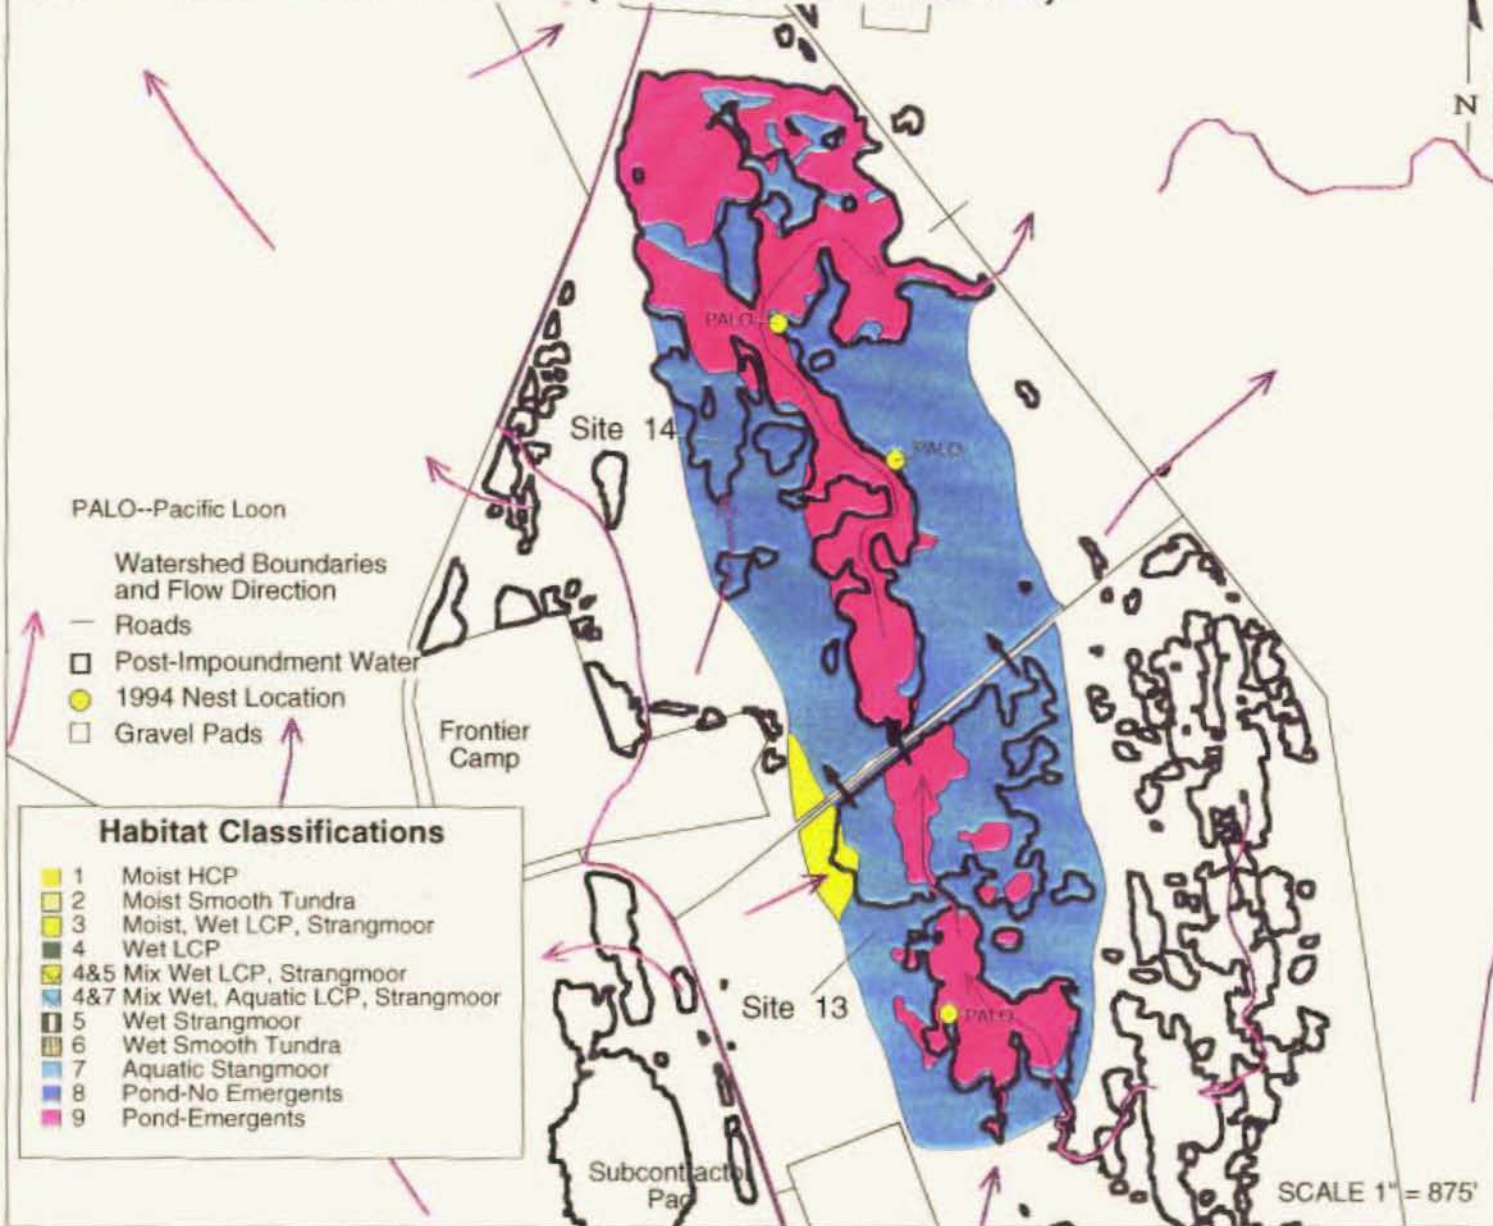 N
PALO
Site 14
PALO
PALO--Pacific Loon
Watershed Boundaries
and Flow Direction
Roads
Post-Impoundment Water
1994 Nest Location
Gravel Pads
Frontier
Camp
Habitat Classifications
1 Moist HCP
2 Moist Smooth Tundra
3 Moist, Wet LCP, Strangmoor
4 Wet LCP
4&5 Mix Wet LCP, Strangmoor
4&7 Mix Wet, Aquatic LCP, Strangmoor
5 Wet Strangmoor
6 Wet Smooth Tundra
7 Aquatic Stangmoor
8 Pond-No Emergents
9 Pond-Emergents
Site 13
PALO
Subcontractor
Pad
SCALE 1" = 875'